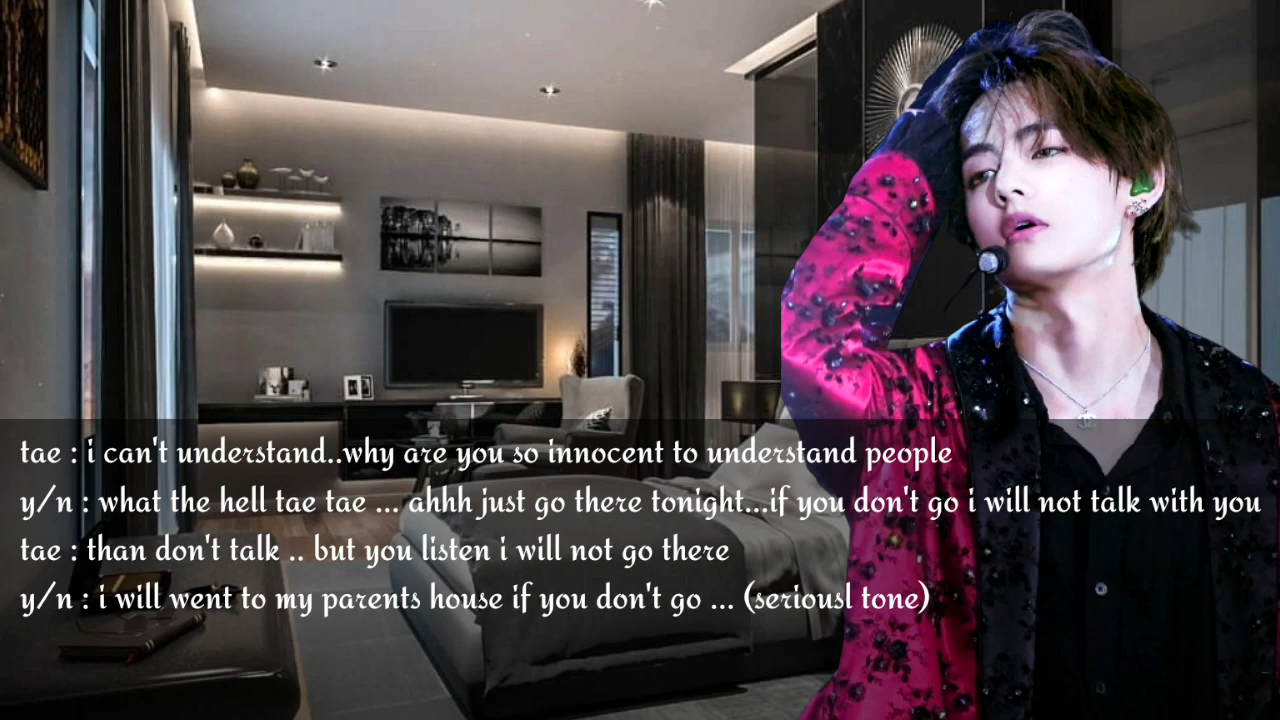 tae : i can't understand..why are you so innocent to understand people
y/n : what the hell tae tae ... ahhh just go there tonight...if you don't go i will not talk with you
tae : than don't talk .. but you listen i will not go there
y/n : i will went to my parents house if you don't go ... (seriousl tone)